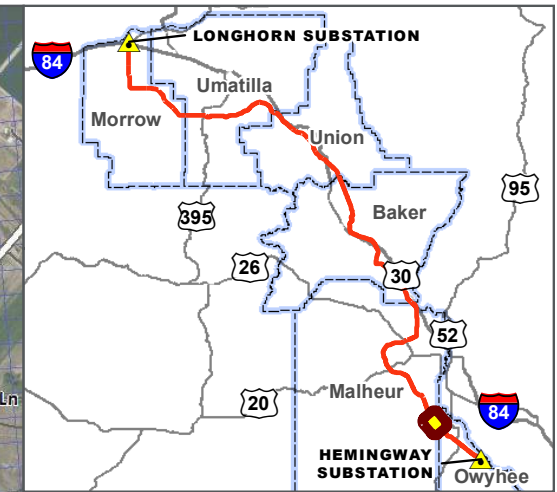 LONGHORN SUBSTATION
84
Umatilla
Morrow
Union
95
395
Baker
26
30
52
Ln
Malheur
20
84
HEMINGWAY
SUBSTATION
Owyhee